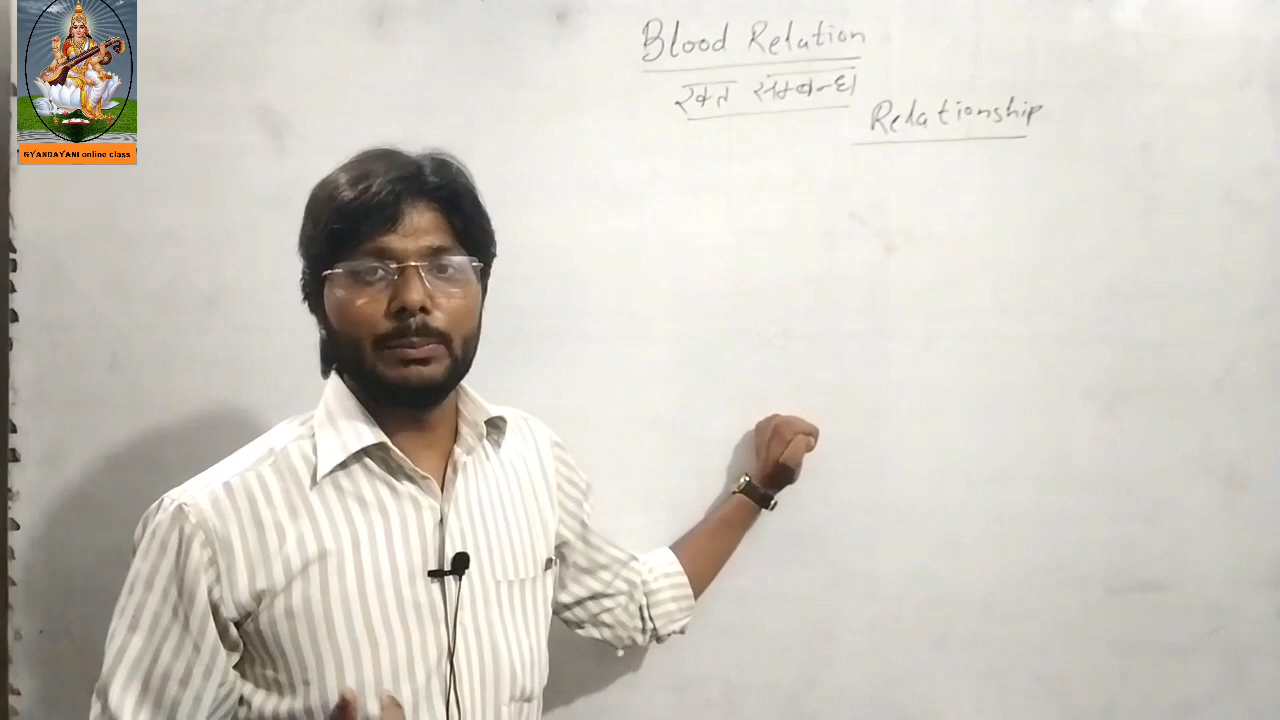 Blood Relation
रक्त सम्बन्ध
Relationship
GYANDAYANI online class